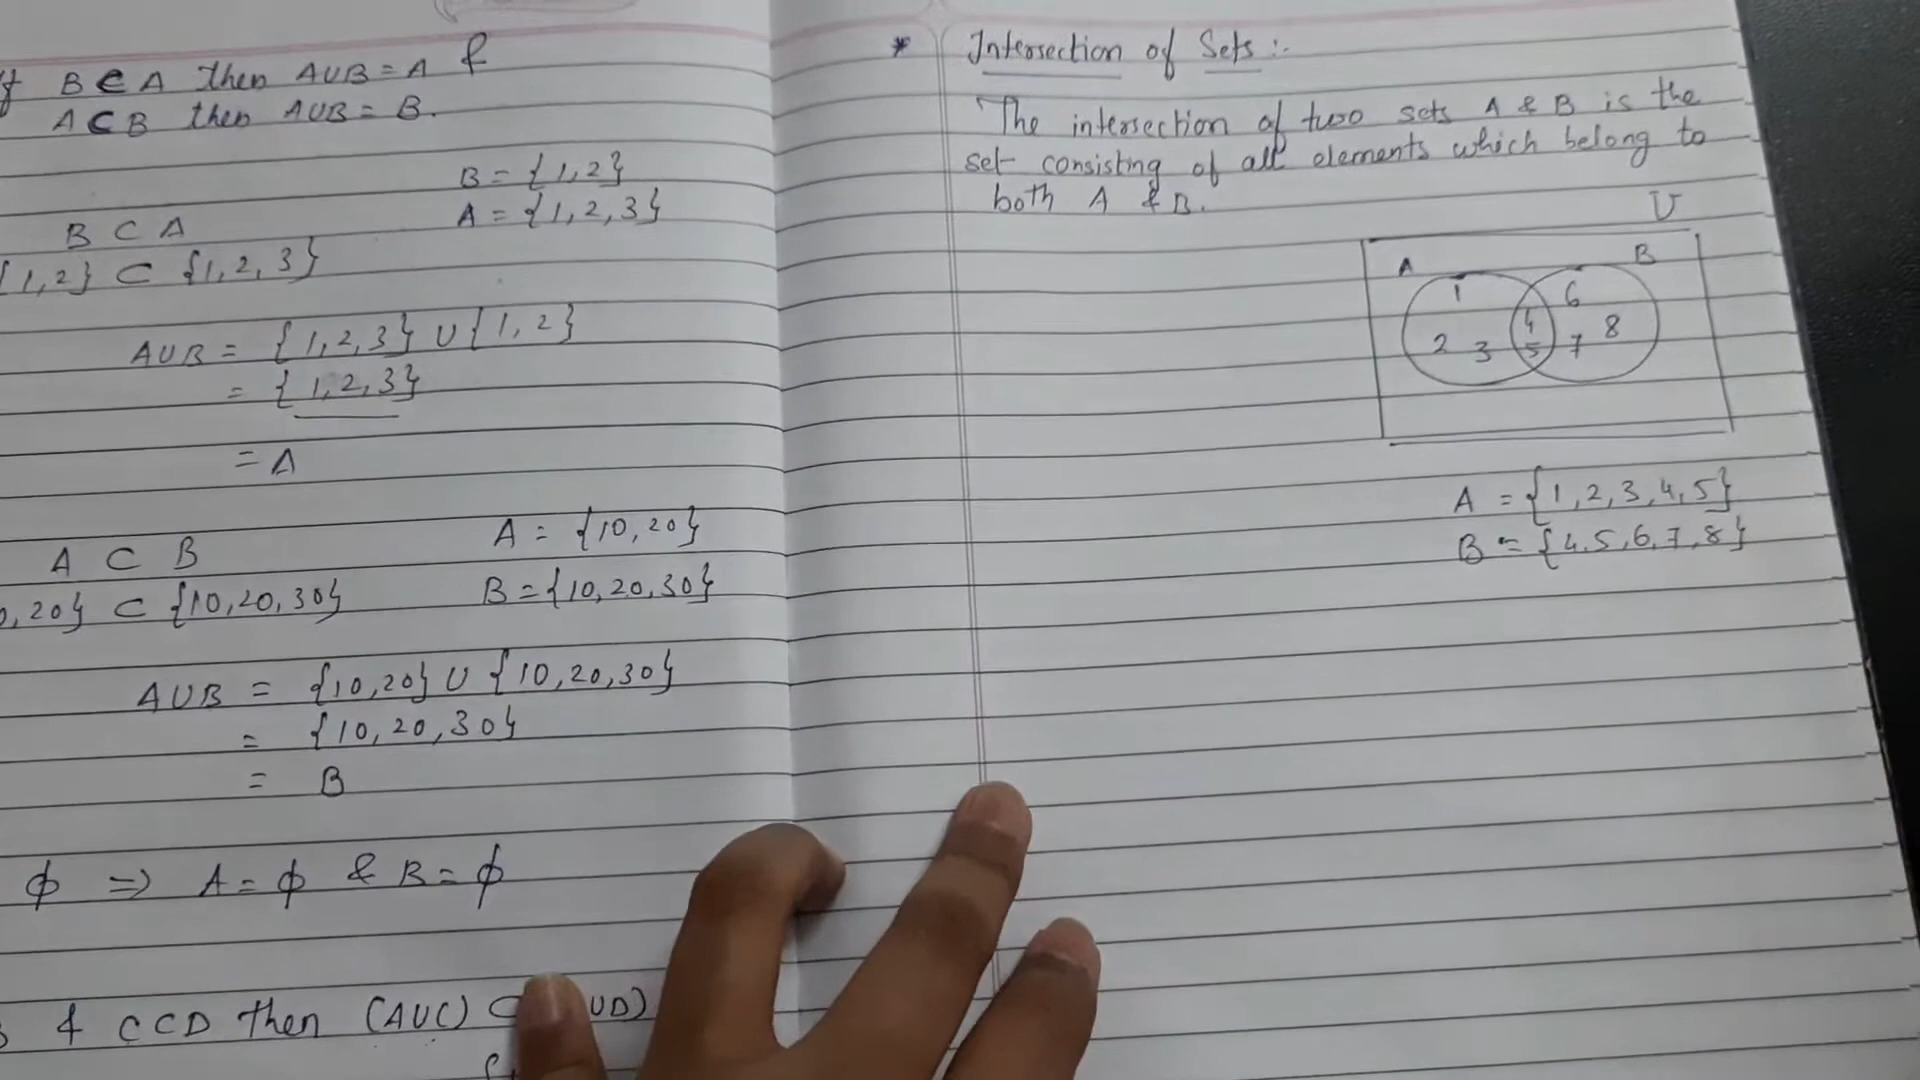 B ⊂ A then A∪B = A &
A ⊂ B then A∪B = B.
B = {1,2}
A = {1,2,3}
B ⊂ A
{1,2} ⊂ {1,2,3}
A∪B = {1,2,3} ∪ {1,2}
= {1,2,3}
= A
A ⊂ B
A = {10,20}
,20} ⊂ {10,20,30}
B = {10,20,30}
A∪B = {10,20} ∪ {10,20,30}
= {10,20,30}
= B
ϕ ⇒ A = ϕ & B = ϕ
& C⊂D then (A∪C) ⊂ ∪D)
* Intersection of Sets :-
The intersection of two sets A & B is the
set consisting of all elements which belong to
both A & B.
U
A B
1 6
4 8
2 3 5 7
A = {1,2,3,4,5}
B = {4,5,6,7,8}